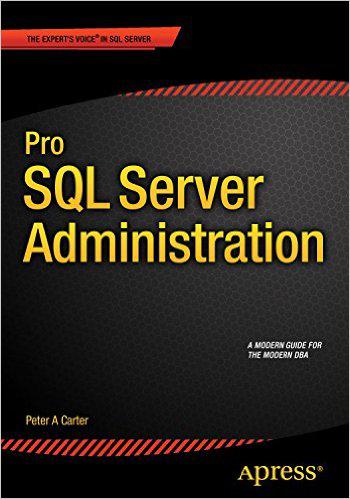 THE EXPERT'S VOICE® IN SQL SERVER
Pro
SQL Server
Administration
A MODERN GUIDE FOR
THE MODERN DBA
Peter A Carter
Apress®